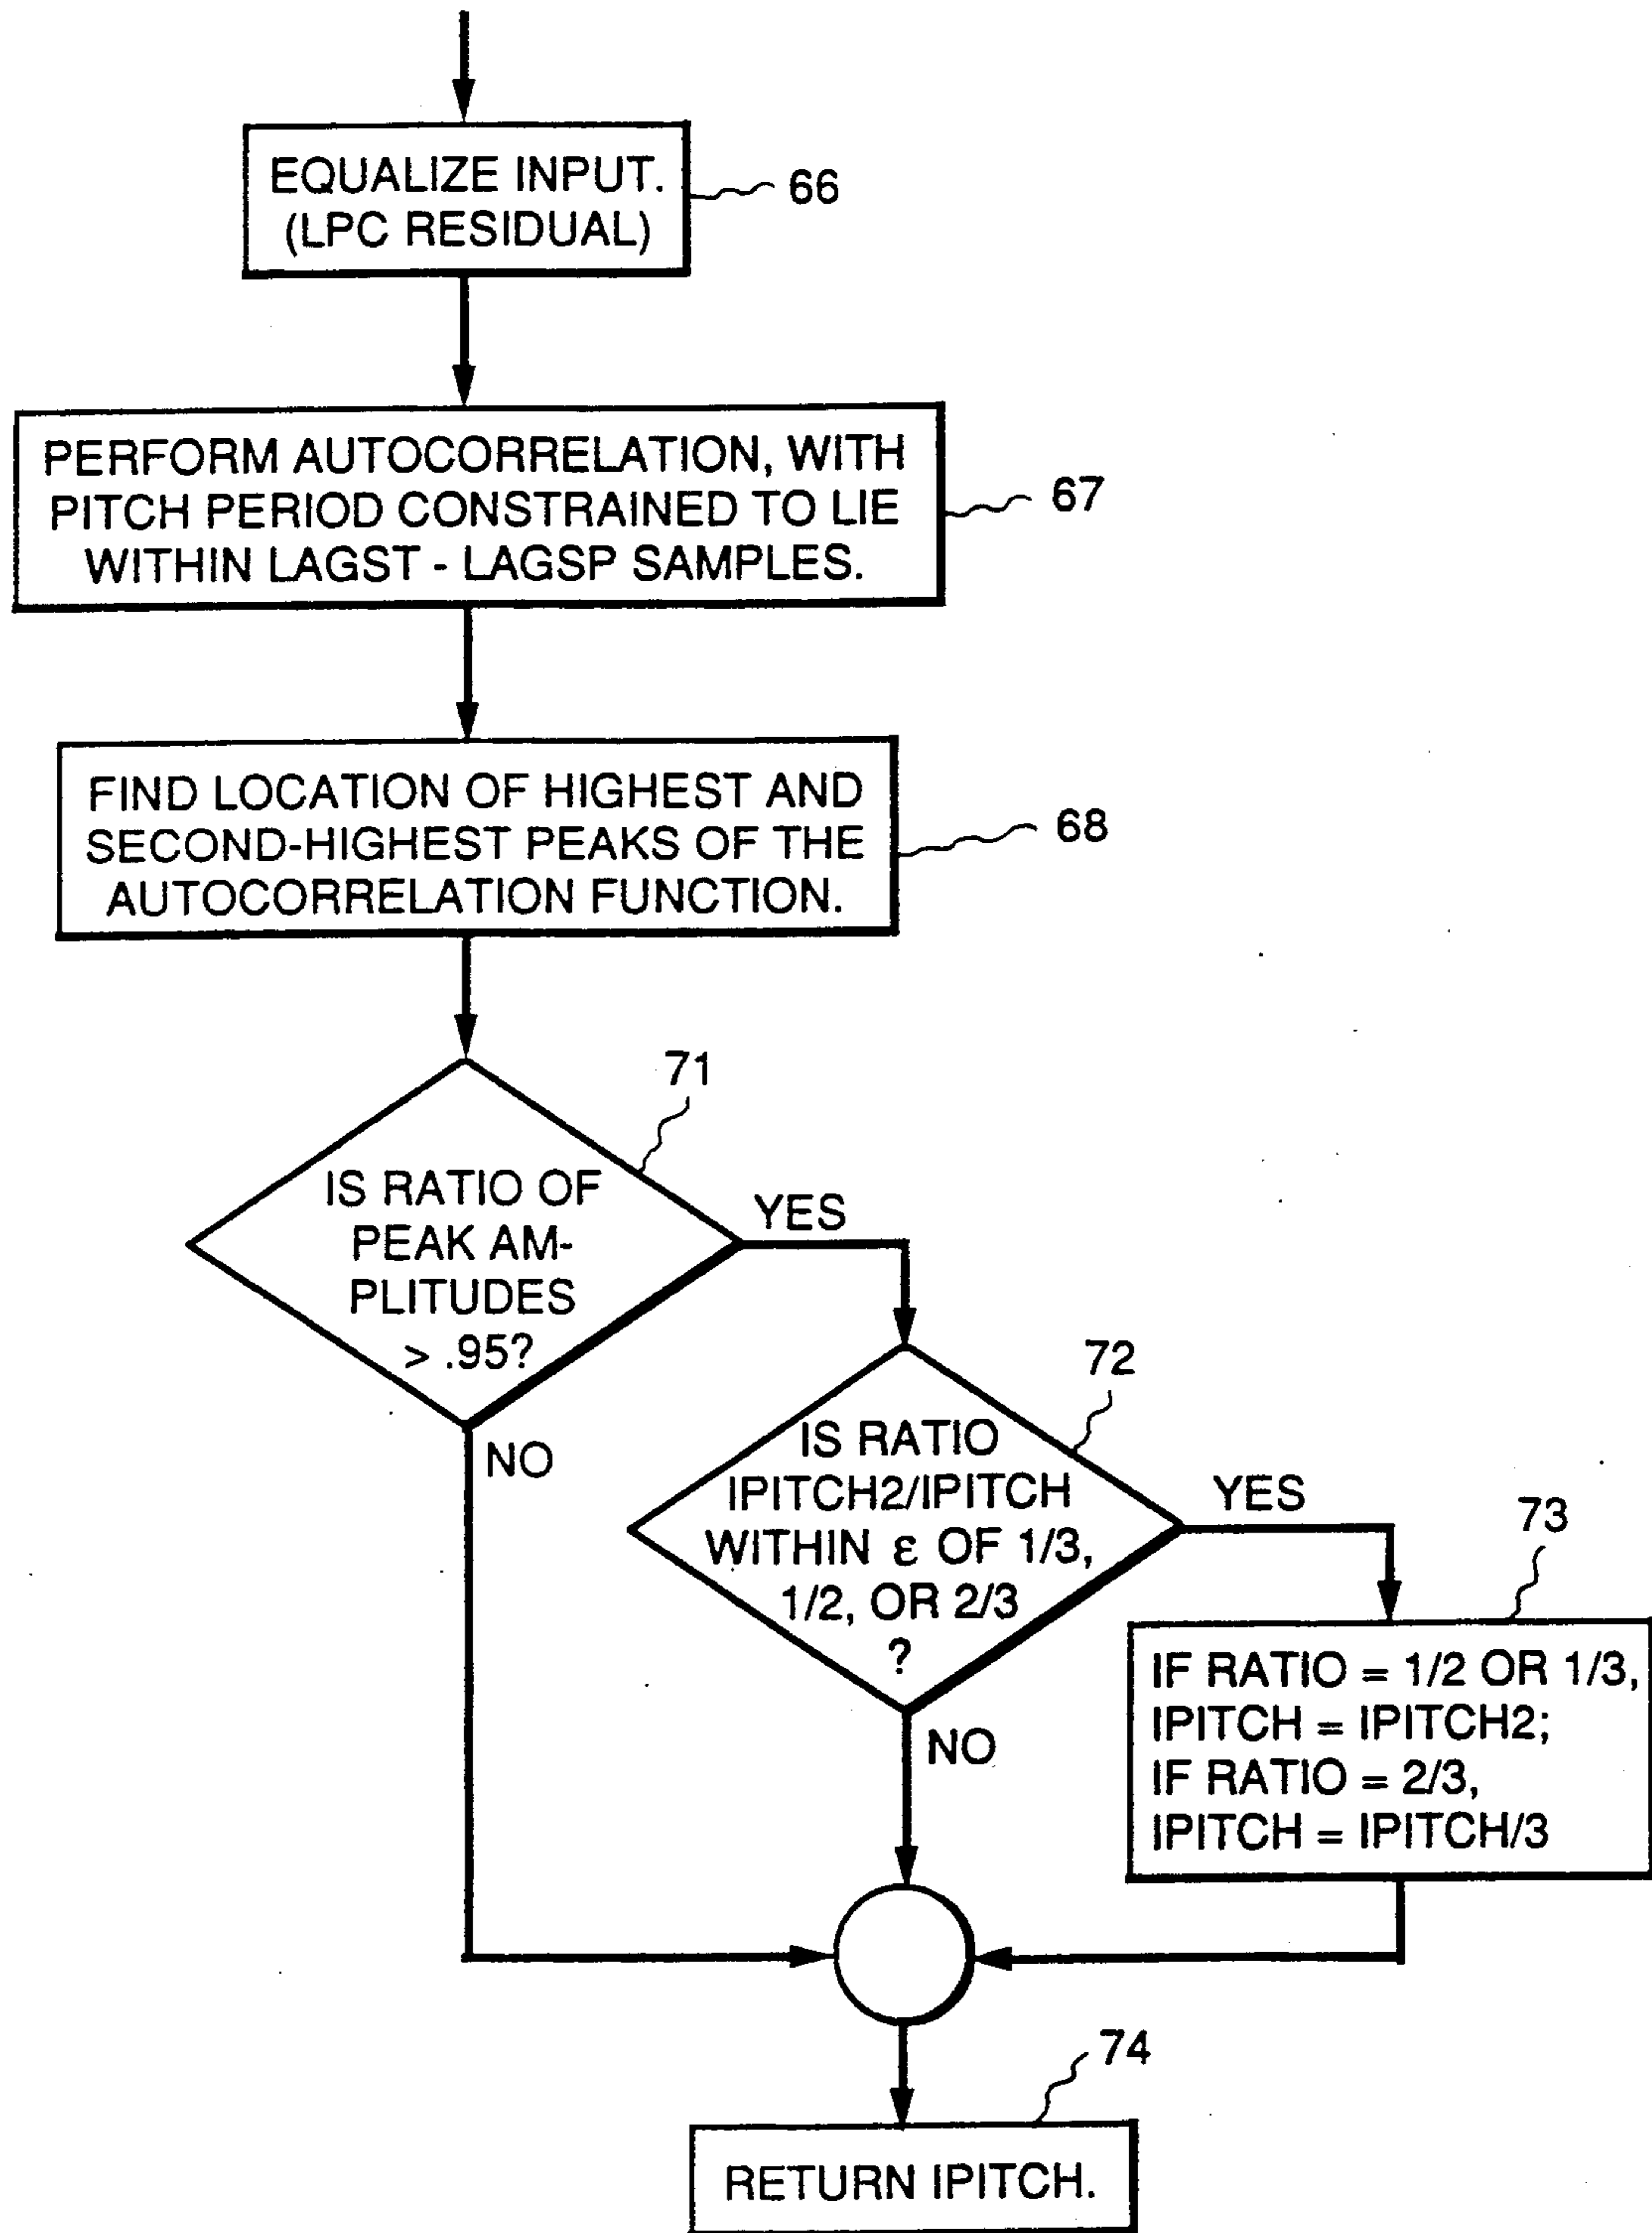 EQUALIZE INPUT.
(LPC RESIDUAL)
66
PERFORM AUTOCORRELATION, WITH
PITCH PERIOD CONSTRAINED TO LIE
WITHIN LAGST - LAGSP SAMPLES.
67
FIND LOCATION OF HIGHEST AND
SECOND-HIGHEST PEAKS OF THE
AUTOCORRELATION FUNCTION.
68
71
IS RATIO OF
PEAK AM-
PLITUDES
> .95?
YES
NO
72
IS RATIO
IPITCH2/IPITCH
WITHIN ε OF 1/3,
1/2, OR 2/3
?
YES
NO
73
IF RATIO = 1/2 OR 1/3,
IPITCH = IPITCH2;
IF RATIO = 2/3,
IPITCH = IPITCH/3
74
RETURN IPITCH.